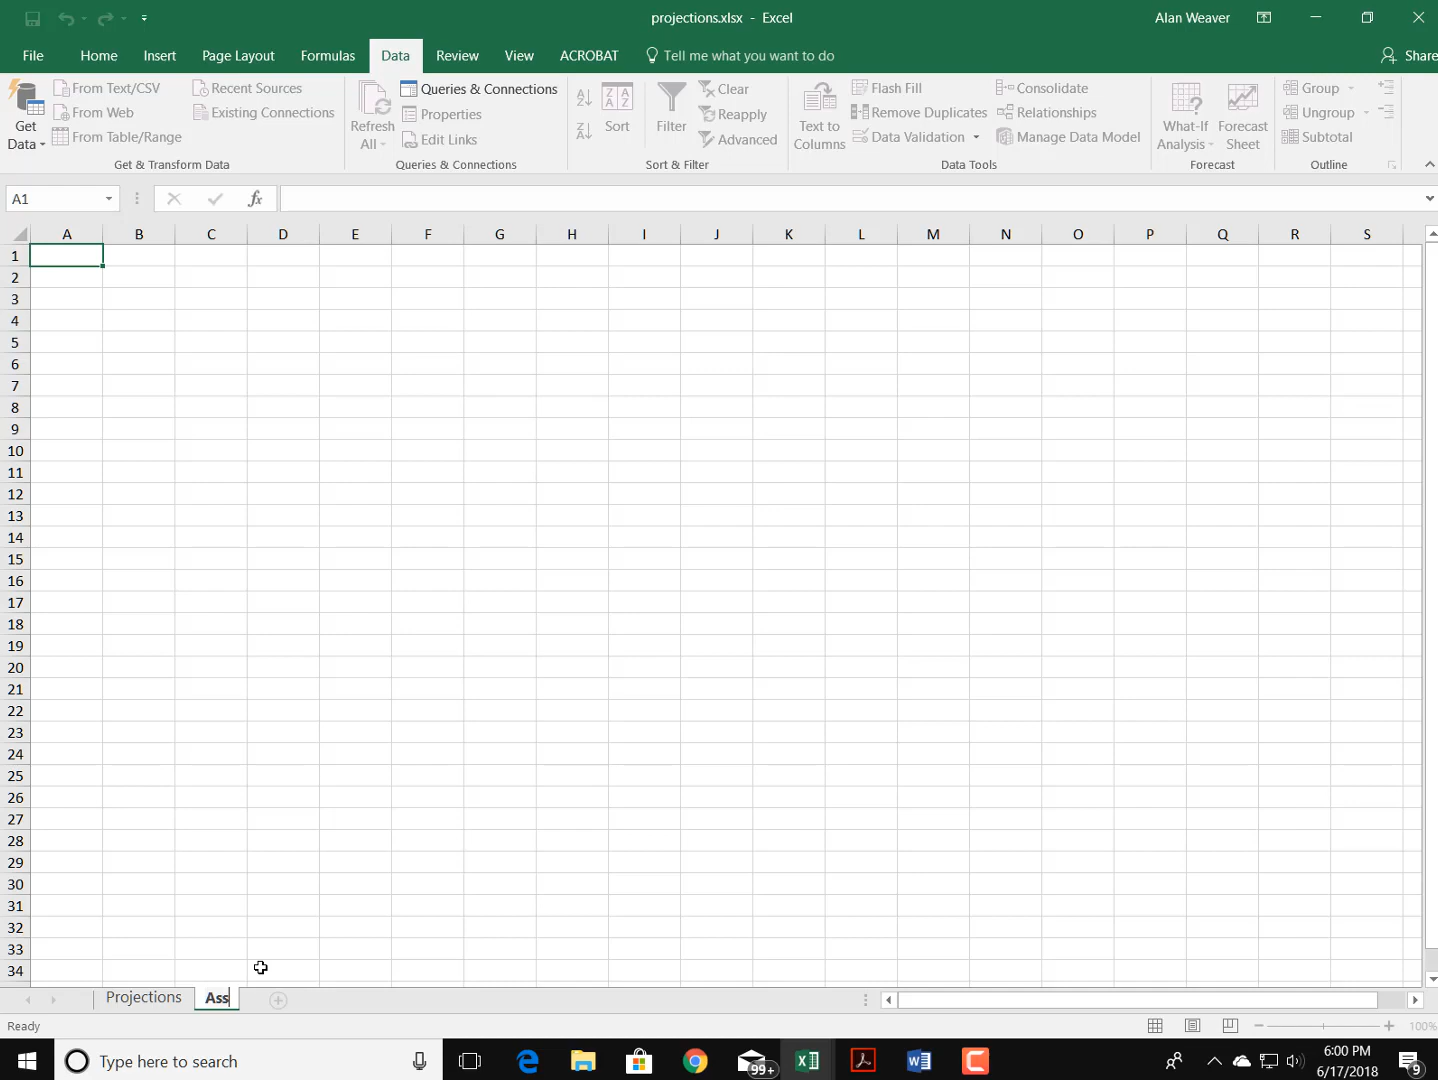 projections.xlsx - Excel
Alan Weaver
File Home Insert Page Layout Formulas Data Review View ACROBAT Tell me what you want to do Share
Get Data
From Text/CSV
From Web
From Table/Range
Recent Sources
Existing Connections
Get & Transform Data
Refresh All
Queries & Connections
Properties
Edit Links
Queries & Connections
Sort
Filter
Clear
Reapply
Advanced
Sort & Filter
Text to Columns
Flash Fill
Remove Duplicates
Data Validation
Consolidate
Relationships
Manage Data Model
Data Tools
What-If Analysis
Forecast Sheet
Forecast
Group
Ungroup
Subtotal
Outline
A1
fx
A B C D E F G H I J K L M N O P Q R S
1
2
3
4
5
6
7
8
9
10
11
12
13
14
15
16
17
18
19
20
21
22
23
24
25
26
27
28
29
30
31
32
33
34
Projections Ass
Ready
100%
Type here to search
99+
6:00 PM
6/17/2018
9